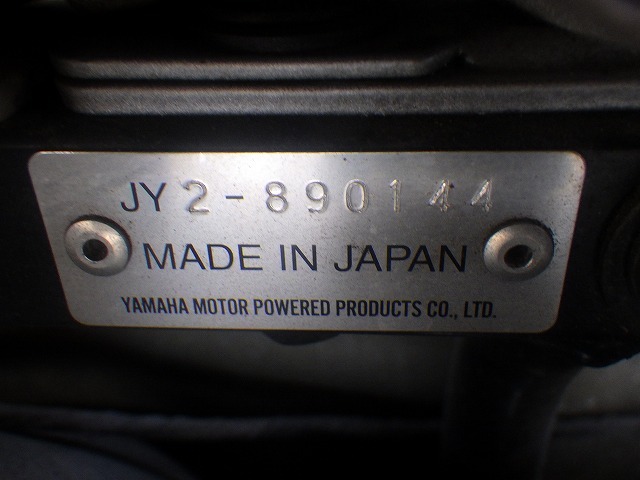 JY2-890144
MADE IN JAPAN
YAMAHA MOTOR POWERED PRODUCTS CO., LTD.